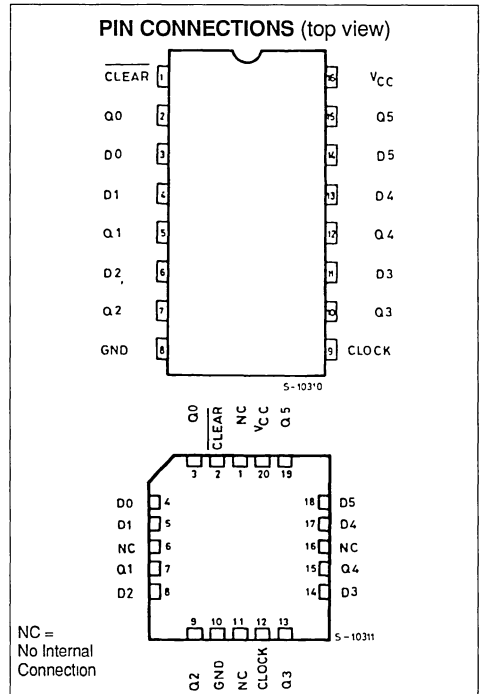 PIN CONNECTIONS (top view)
CLEAR 1 16 VCC
Q0 2 15 Q5
D0 3 14 D5
D1 4 13 D4
Q1 5 12 Q4
D2, 6 11 D3
Q2 7 10 Q3
GND 8 9 CLOCK
S-10310
Q0 CLEAR NC VCC Q5
3 2 1 20 19
D0 4 18 D5
D1 5 17 D4
NC 6 16 NC
Q1 7 15 Q4
D2 8 14 D3
9 10 11 12 13
S-10311
Q2 GND NC CLOCK Q3
NC =
No Internal
Connection